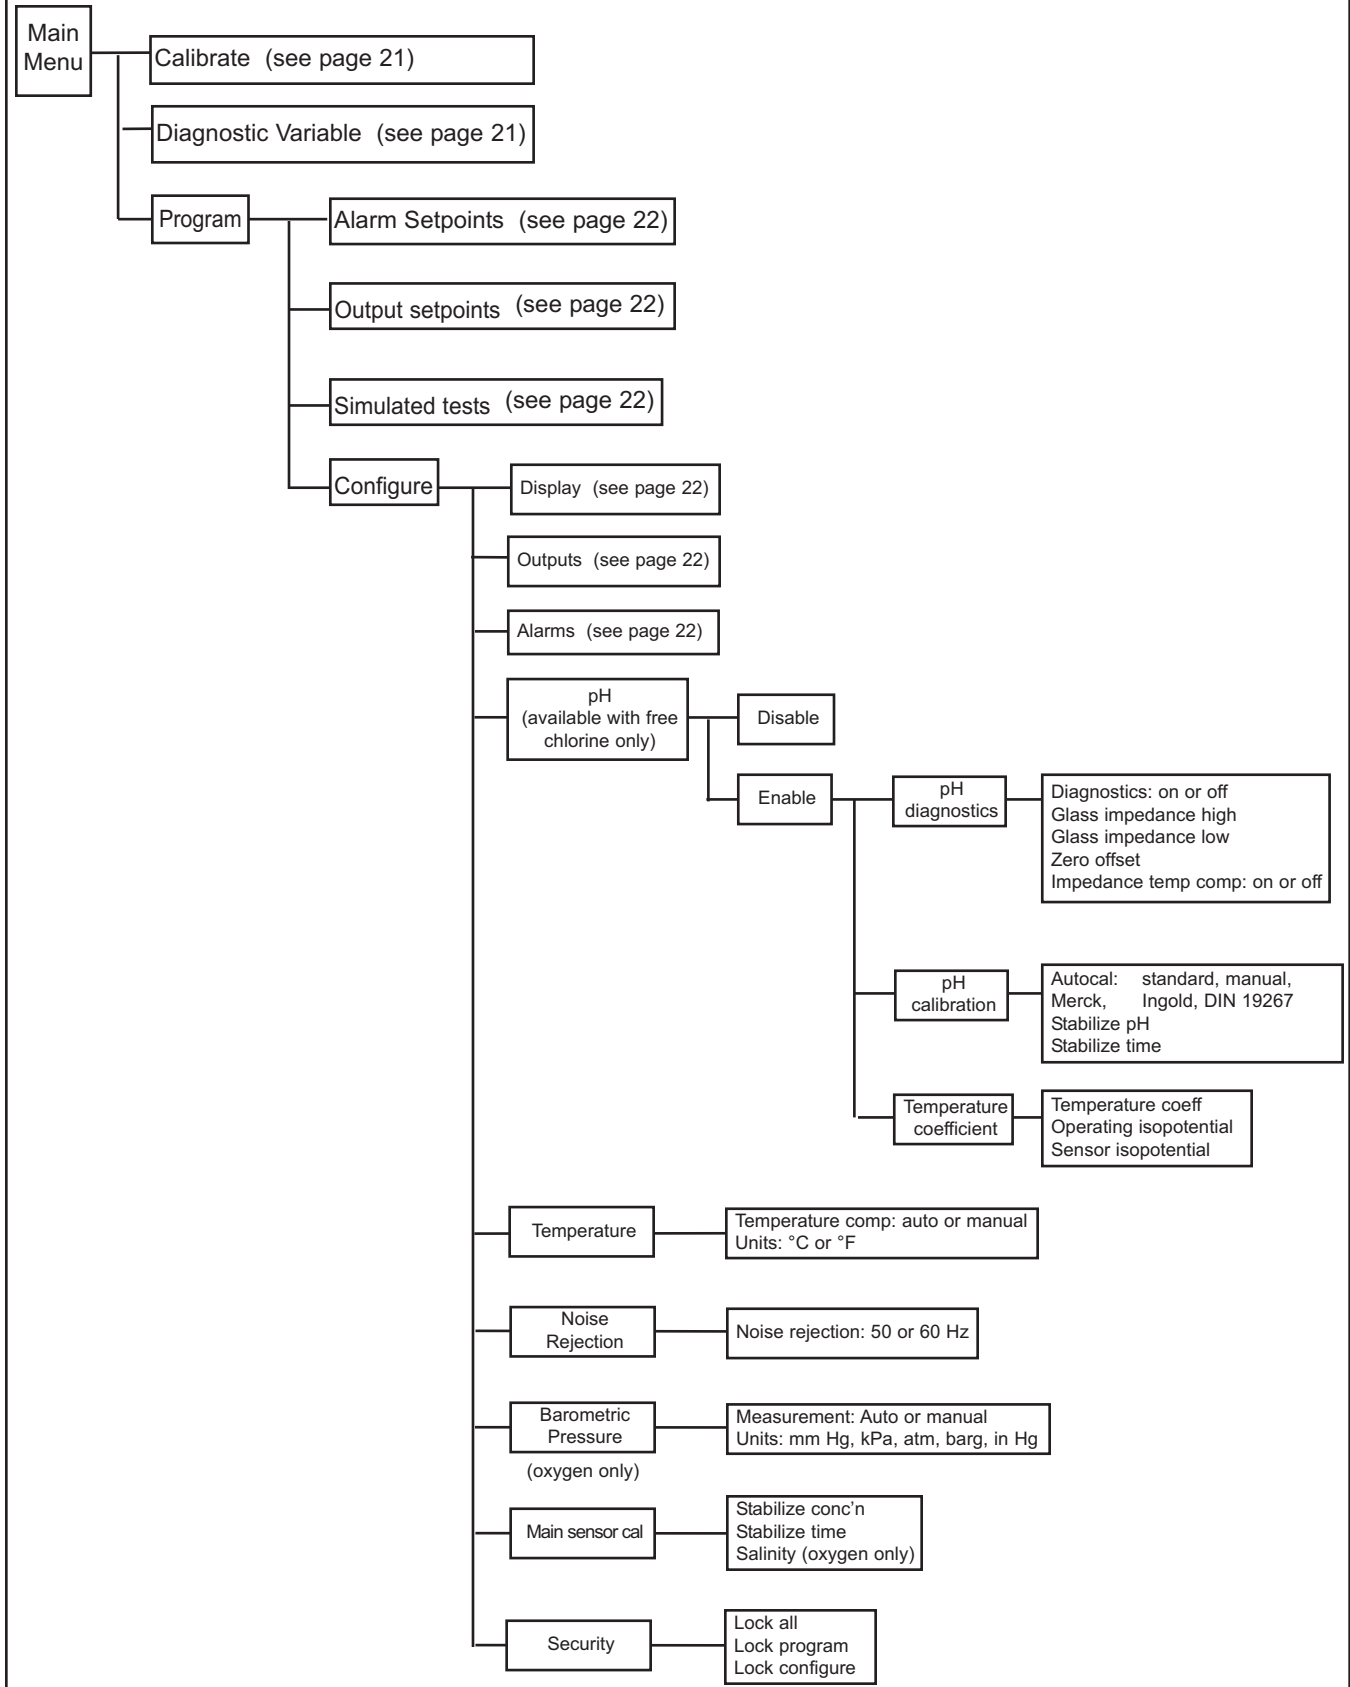 Main
Menu
Calibrate (see page 21)
Diagnostic Variable (see page 21)
Program
Alarm Setpoints (see page 22)
Output setpoints (see page 22)
Simulated tests (see page 22)
Configure
Display (see page 22)
Outputs (see page 22)
Alarms (see page 22)
pH
(available with free
chlorine only)
Disable
Enable
pH
diagnostics
Diagnostics: on or off
Glass impedance high
Glass impedance low
Zero offset
Impedance temp comp: on or off
pH
calibration
Autocal: standard, manual,
Merck, Ingold, DIN 19267
Stabilize pH
Stabilize time
Temperature
coefficient
Temperature coeff
Operating isopotential
Sensor isopotential
Temperature
Temperature comp: auto or manual
Units: °C or °F
Noise
Rejection
Noise rejection: 50 or 60 Hz
Barometric
Pressure
(oxygen only)
Measurement: Auto or manual
Units: mm Hg, kPa, atm, barg, in Hg
Main sensor cal
Stabilize conc’n
Stabilize time
Salinity (oxygen only)
Security
Lock all
Lock program
Lock configure